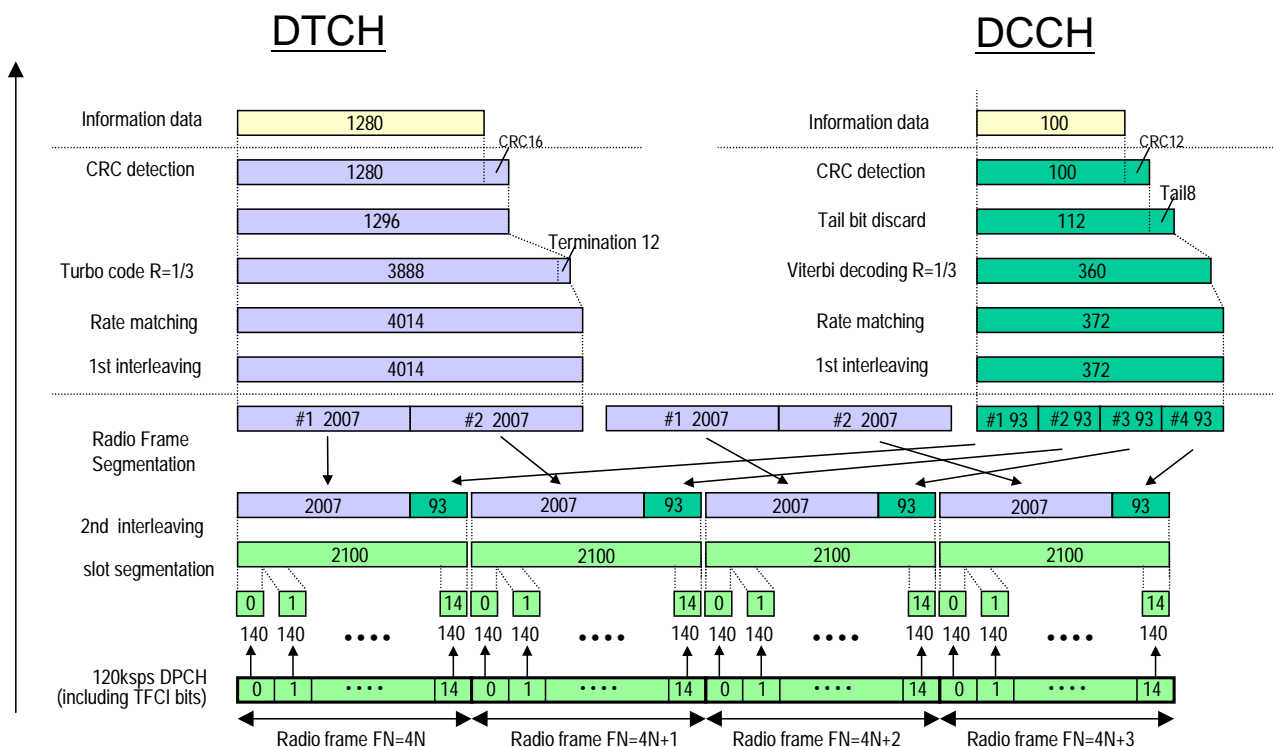 DTCH DCCH
Information data 1280 Information data 100
CRC16 CRC12
CRC detection 1280 CRC detection 100
Tail8
1296 Tail bit discard 112
Termination 12
Turbo code R=1/3 3888 Viterbi decoding R=1/3 360
Rate matching 4014 Rate matching 372
1st interleaving 4014 1st interleaving 372
#1 2007 #2 2007 #1 2007 #2 2007 #1 93 #2 93 #3 93 #4 93
Radio Frame
Segmentation
2007 93 2007 93 2007 93 2007 93
2nd interleaving
2100 2100 2100 2100
slot segmentation
0 1 14 0 1 14 0 1 14 0 1 14
140 140 •••• 140 140 140 •••• 140 140 140 •••• 140 140 140 •••• 140
120ksps DPCH
(including TFCI bits)
0 1 •••• 14 0 1 •••• 14 0 1 •••• 14 0 1 •••• 14
Radio frame FN=4N Radio frame FN=4N+1 Radio frame FN=4N+2 Radio frame FN=4N+3